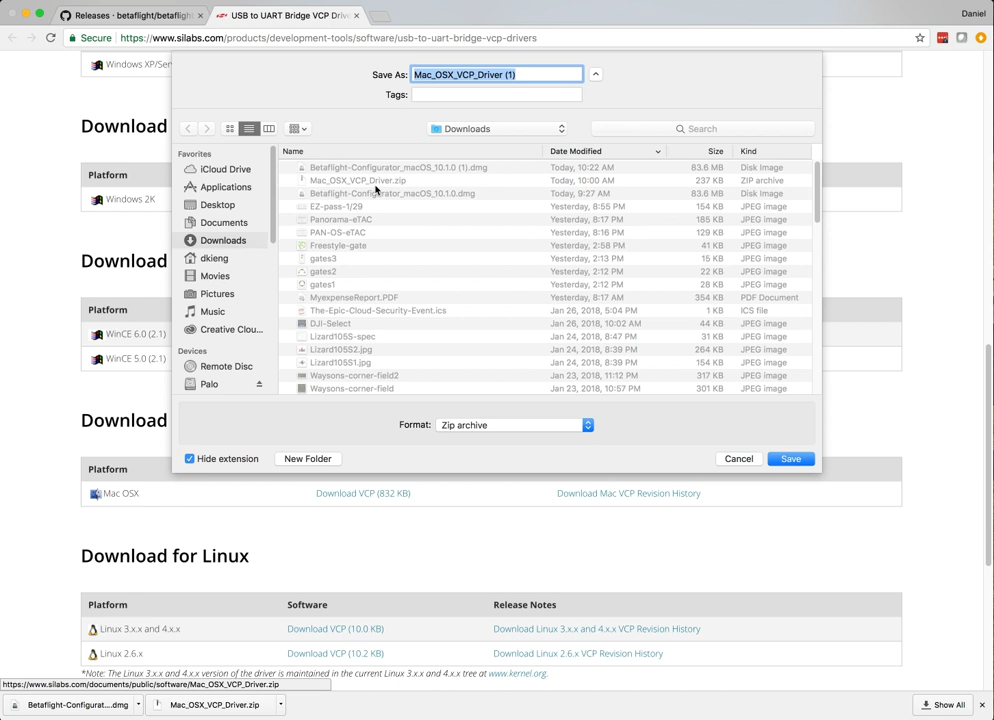 Releases · betaflight/betaflight
USB to UART Bridge VCP Drive
Daniel
Secure
https://www.silabs.com/products/development-tools/software/usb-to-uart-bridge-vcp-drivers
Windows XP/Ser
Save As: Mac_OSX_VCP_Driver (1)
Tags:
Downloads
Search
Favorites
iCloud Drive
Applications
Desktop
Documents
Downloads
dkieng
Movies
Pictures
Music
Creative Clou...
Devices
Remote Disc
Palo
Name Date Modified Size Kind
Betaflight-Configurator_macOS_10.1.0 (1).dmg Today, 10:22 AM 83.6 MB Disk Image
Mac_OSX_VCP_Driver.zip Today, 10:00 AM 237 KB ZIP archive
Betaflight-Configurator_macOS_10.1.0.dmg Today, 9:27 AM 83.6 MB Disk Image
EZ-pass-1/29 Yesterday, 8:55 PM 154 KB JPEG image
Panorama-eTAC Yesterday, 8:17 PM 185 KB JPEG image
PAN-OS-eTAC Yesterday, 8:16 PM 129 KB JPEG image
Freestyle-gate Yesterday, 2:58 PM 41 KB JPEG image
gates3 Yesterday, 2:13 PM 15 KB JPEG image
gates2 Yesterday, 2:12 PM 22 KB JPEG image
gates1 Yesterday, 2:12 PM 28 KB JPEG image
MyexpenseReport.PDF Yesterday, 8:17 AM 354 KB PDF Document
The-Epic-Cloud-Security-Event.ics Jan 26, 2018, 5:04 PM 1 KB ICS file
DJI-Select Jan 26, 2018, 10:02 AM 44 KB JPEG image
Lizard105S-spec Jan 24, 2018, 8:47 PM 31 KB JPEG image
Lizard105S2.jpg Jan 24, 2018, 8:39 PM 264 KB JPEG image
Lizard105S1.jpg Jan 24, 2018, 8:39 PM 154 KB JPEG image
Waysons-corner-field2 Jan 23, 2018, 11:12 PM 317 KB JPEG image
Waysons-corner-field Jan 23, 2018, 10:57 PM 301 KB JPEG image
Format: Zip archive
Hide extension
New Folder
Cancel
Save
Download
Platform
Windows 2K
Download
Platform
WinCE 6.0 (2.1)
WinCE 5.0 (2.1)
Download
Platform
Mac OSX Download VCP (832 KB) Download Mac VCP Revision History
Download for Linux
Platform Software Release Notes
Linux 3.x.x and 4.x.x Download VCP (10.0 KB) Download Linux 3.x.x and 4.x.x VCP Revision History
Linux 2.6.x Download VCP (10.2 KB) Download Linux 2.6.x VCP Revision History
*Note: The Linux 3.x.x and 4.x.x version of the driver is maintained in the current Linux 3.x.x and 4.x.x tree at www.kernel.org.
https://www.silabs.com/documents/public/software/Mac_OSX_VCP_Driver.zip
Betaflight-Configurat....dmg
Mac_OSX_VCP_Driver.zip
Show All